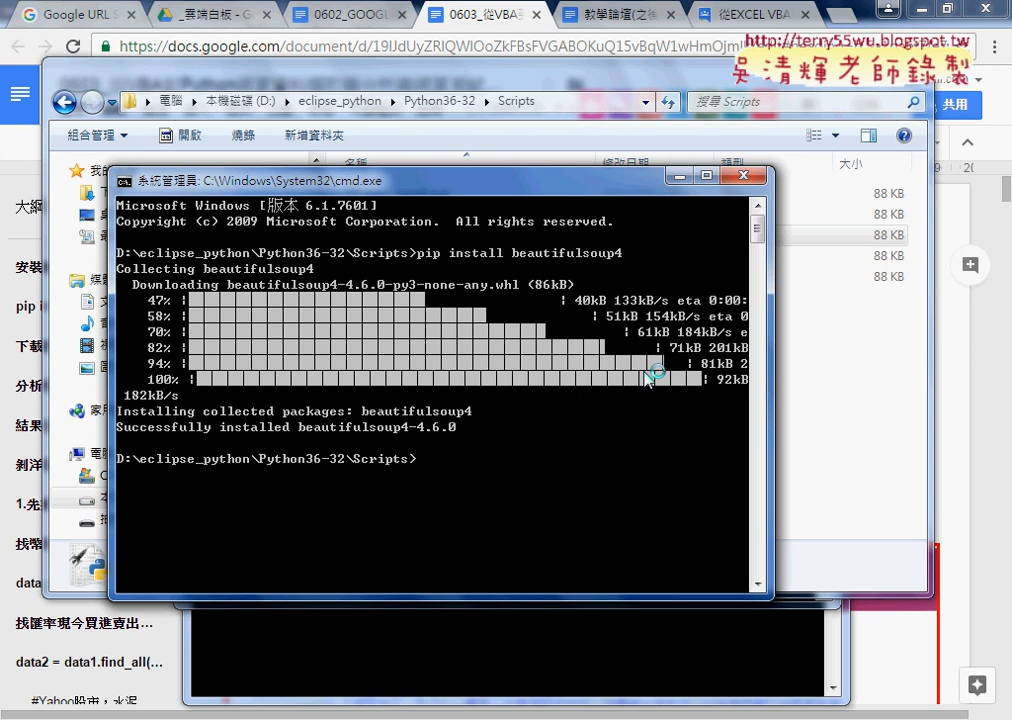 Google URL S
_雲端白板 - G
0602_GOOGL
0603_從VBA至
教學論壇(之後
從EXCEL VBA
https://docs.google.com/document/d/19IJdUyZRlQWIOoZkFBsFVGABOKuQ15vBqW1wHmOjmI
http://terry55wu.blogspot.tw
吳清輝老師錄製
共用
電腦 本機磁碟 (D:) eclipse_python Python36-32 Scripts
搜尋 Scripts
組合管理 開啟 燒錄 新增資料夾
名稱 修改日期 類型 大小
88 KB
88 KB
88 KB
88 KB
88 KB
大綱
安裝
pip i
下載
分析
結果
剝洋
1.先
找幣
data
找匯率現今買進賣出...
data2 = data1.find_all(...
#Yahoo股市，水泥
系統管理員: C:\Windows\System32\cmd.exe
Microsoft Windows [版本 6.1.7601]
Copyright (c) 2009 Microsoft Corporation.  All rights reserved.
D:\eclipse_python\Python36-32\Scripts>pip install beautifulsoup4
Collecting beautifulsoup4
Downloading beautifulsoup4-4.6.0-py3-none-any.whl (86kB)
47% | | 40kB 133kB/s eta 0:00:
58% | | 51kB 154kB/s eta 0
70% | | 61kB 184kB/s eta
82% | | 71kB 201kB
94% | | 81kB 2
100% | | 92kB
182kB/s
Installing collected packages: beautifulsoup4
Successfully installed beautifulsoup4-4.6.0
D:\eclipse_python\Python36-32\Scripts>